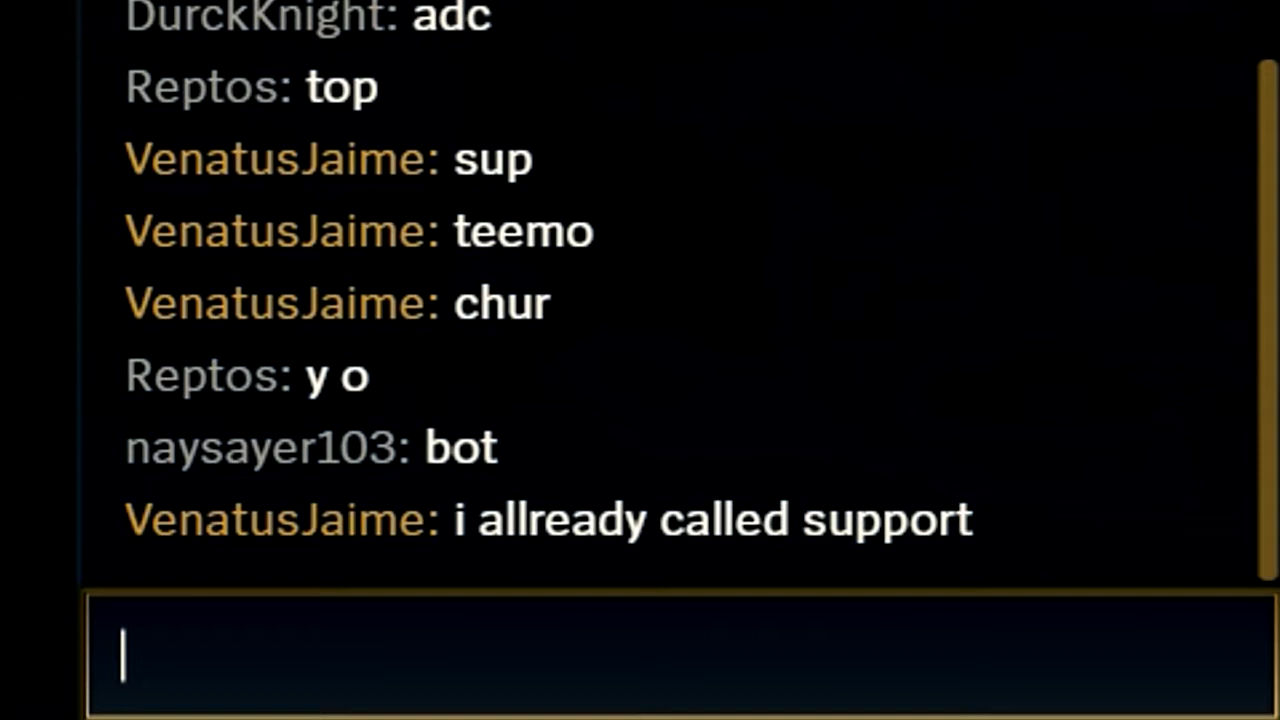 DurckKnight: adc
Reptos: top
VenatusJaime: sup
VenatusJaime: teemo
VenatusJaime: chur
Reptos: y o
naysayer103: bot
VenatusJaime: i allready called support